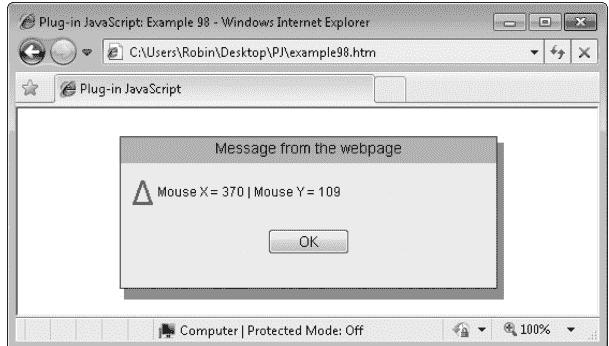 Plug-in JavaScript: Example 98 - Windows Internet Explorer
C:\Users\Robin\Desktop\PJ\example98.htm
Plug-in JavaScript
Message from the webpage
Δ Mouse X = 370 | Mouse Y = 109
OK
Computer | Protected Mode: Off
100%